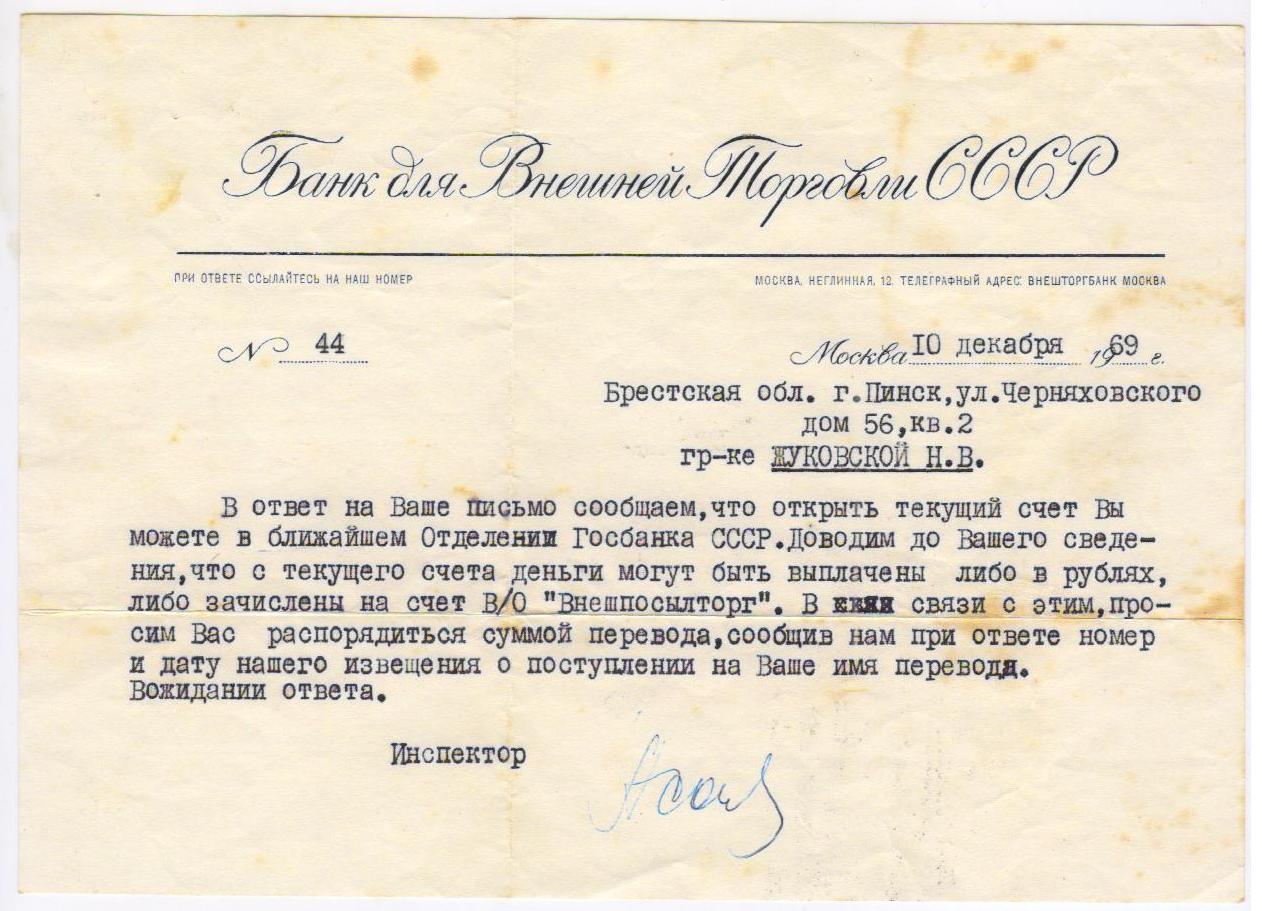 Банк для Внешней Торговли СССР
ПРИ ОТВЕТЕ ССЫЛАЙТЕСЬ НА НАШ НОМЕР
МОСКВА, НЕГЛИННАЯ, 12. ТЕЛЕГРАФНЫЙ АДРЕС: ВНЕШТОРГБАНК МОСКВА
N 44
Москва 10 декабря 1969 г.
Брестская обл. г.Пинск,ул.Черняховского
дом 56,кв.2
гр-ке ЖУКОВСКОЙ Н.В.
В ответ на Ваше письмо сообщаем,что открыть текущий счет Вы
можете в ближайшем Отделении Госбанка СССР.Доводим до Вашего сведе-
ния,что с текущего счета деньги могут быть выплачены либо в рублях,
либо зачислены на счет В/О "Внешпосылторг". В связи с этим,про-
сим Вас распорядиться суммой перевода,сообщив нам при ответе номер
и дату нашего извещения о поступлении на Ваше имя перевода.
Вожидании ответа.
Инспектор